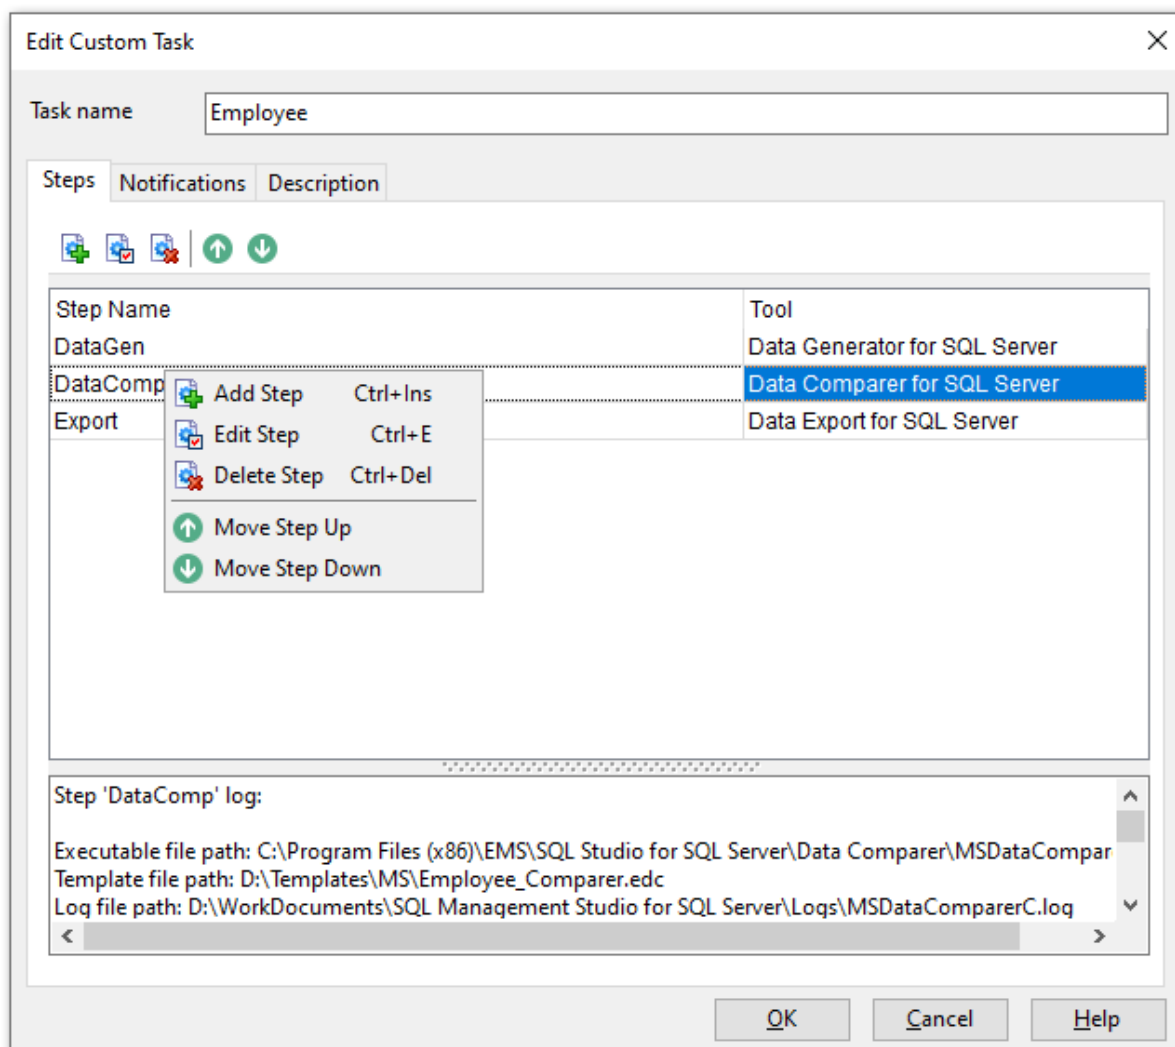 Edit Custom Task
Task name Employee
Steps Notifications Description
Step Name Tool
DataGen Data Generator for SQL Server
DataComp Data Comparer for SQL Server
Export Data Export for SQL Server
Add Step Ctrl+Ins
Edit Step Ctrl+E
Delete Step Ctrl+Del
Move Step Up
Move Step Down
Step 'DataComp' log:
Executable file path: C:\Program Files (x86)\EMS\SQL Studio for SQL Server\Data Comparer\MSDataCompar
Template file path: D:\Templates\MS\Employee_Comparer.edc
Log file path: D:\WorkDocuments\SQL Management Studio for SQL Server\Logs\MSDataComparerC.log
OK Cancel Help